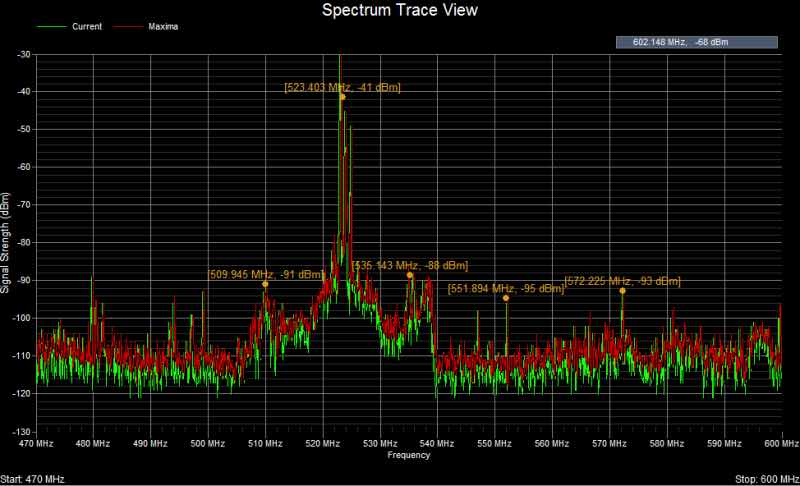 Spectrum Trace View
Current Maxima
602.148 MHz, -68 dBm
-30
[523.403 MHz, -41 dBm]
-40
-50
-60
-70
-80
Signal Strength (dBm)
[509.945 MHz, -91 dBm]
[535.143 MHz, -88 dBm]
[551.894 MHz, -95 dBm]
[572.225 MHz, -93 dBm]
-90
-100
-110
-120
-130
470 MHz 480 MHz 490 MHz 500 MHz 510 MHz 520 MHz 530 MHz 540 MHz 550 MHz 560 MHz 570 MHz 580 MHz 590 MHz 600 MHz
Frequency
Start: 470 MHz Stop: 600 MHz